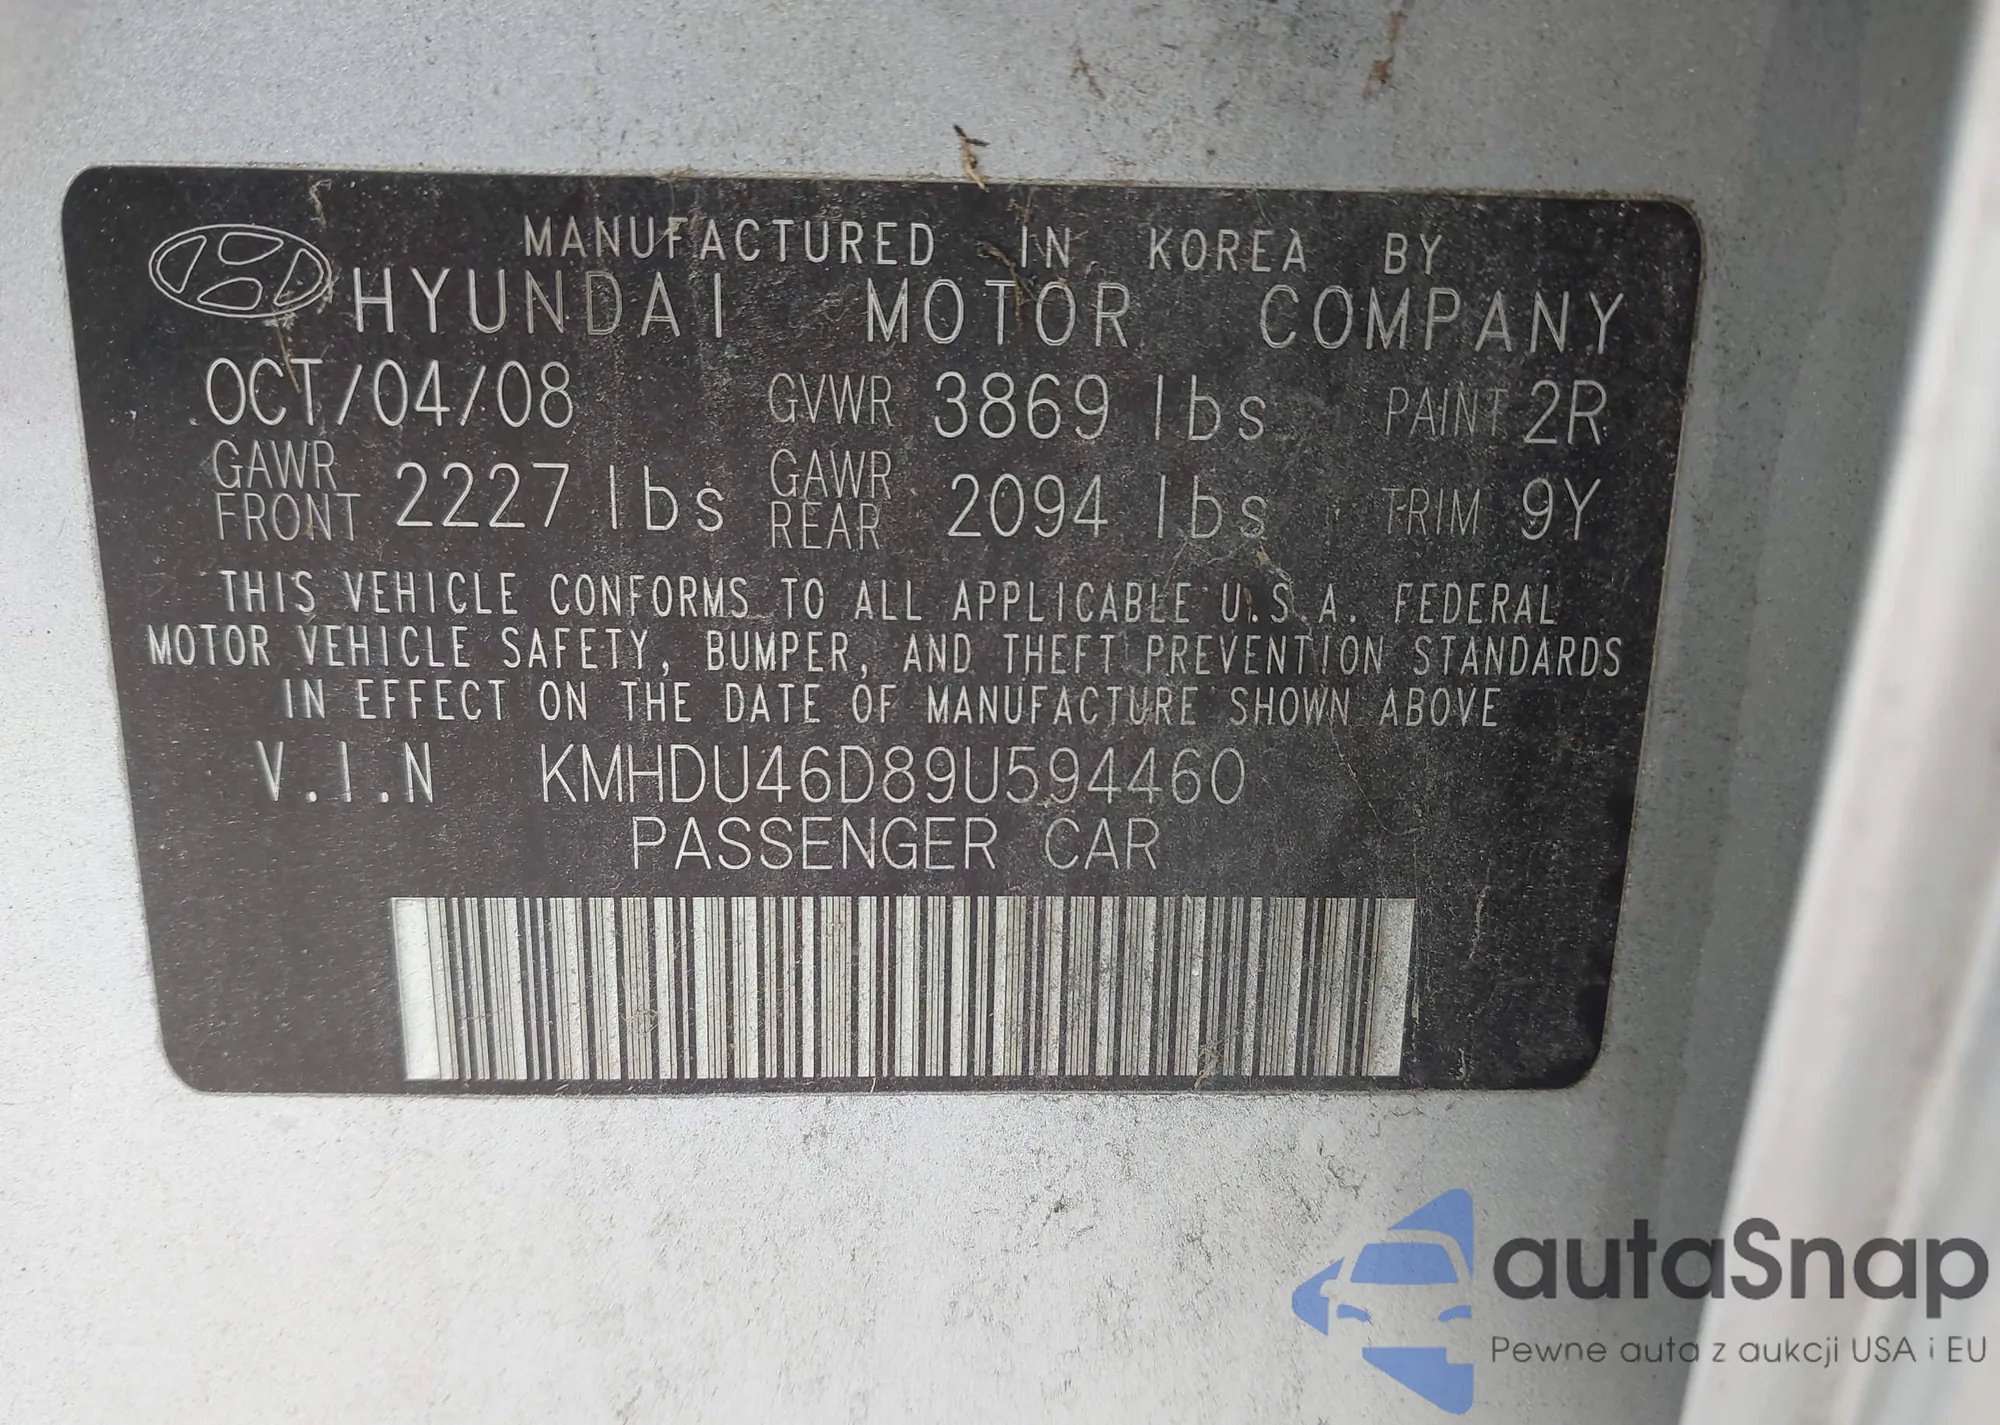 MANUFACTURED IN KOREA BY
HYUNDAI MOTOR COMPANY
OCT/04/08 GVWR 3869 lbs PAINT 2R
GAWR FRONT 2227 lbs GAWR REAR 2094 lbs TRIM 9Y
THIS VEHICLE CONFORMS TO ALL APPLICABLE U.S.A. FEDERAL
MOTOR VEHICLE SAFETY, BUMPER, AND THEFT PREVENTION STANDARDS
IN EFFECT ON THE DATE OF MANUFACTURE SHOWN ABOVE
V.I.N KMHDU46D89U594460
PASSENGER CAR
autaSnap
Pewne auta z aukcji USA i EU